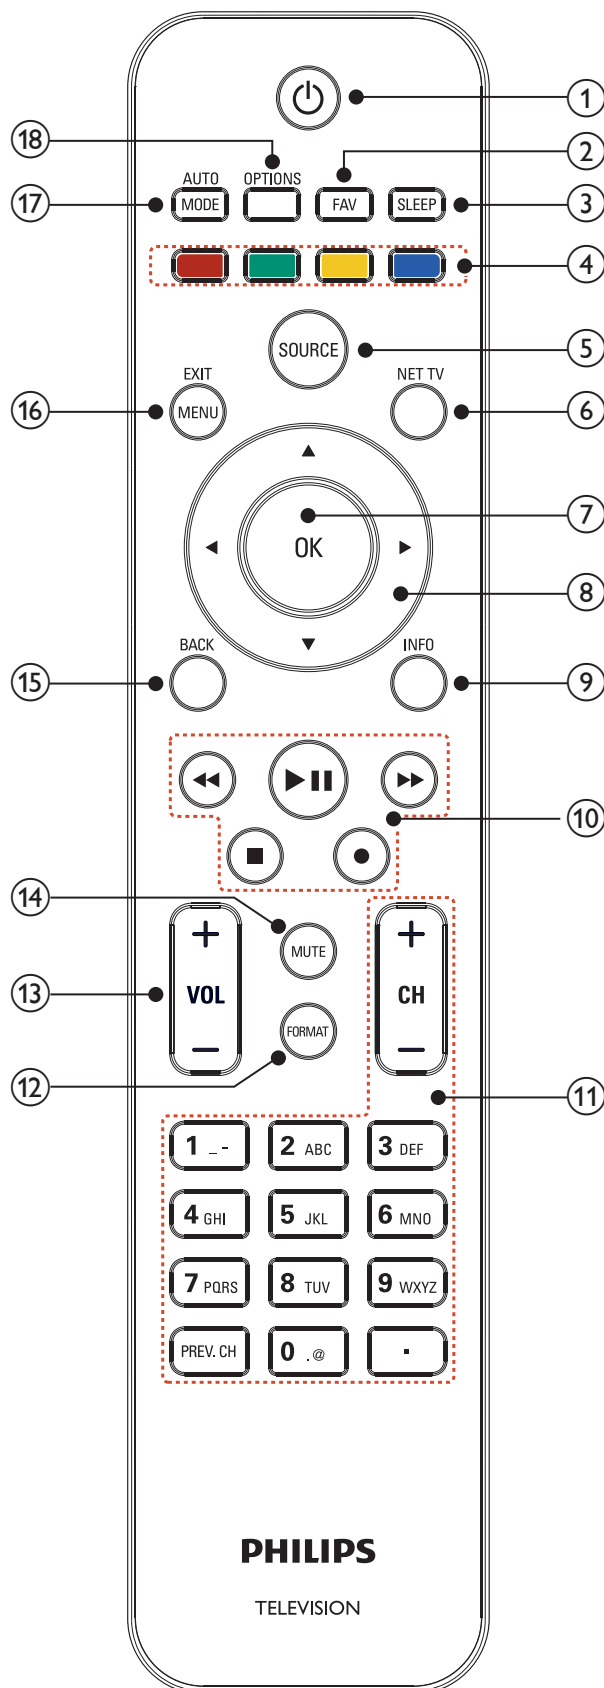 1
18
2
AUTO OPTIONS
17 MODE FAV SLEEP 3
4
SOURCE 5
EXIT NET TV
16 MENU 6
7
OK
8
BACK INFO
15 9
10
14
+ MUTE +
13 VOL CH
FORMAT
– –
12 11
1 _ - 2 ABC 3 DEF
4 GHI 5 JKL 6 MNO
7 PQRS 8 TUV 9 WXYZ
PREV. CH 0 .@ .
PHILIPS
TELEVISION